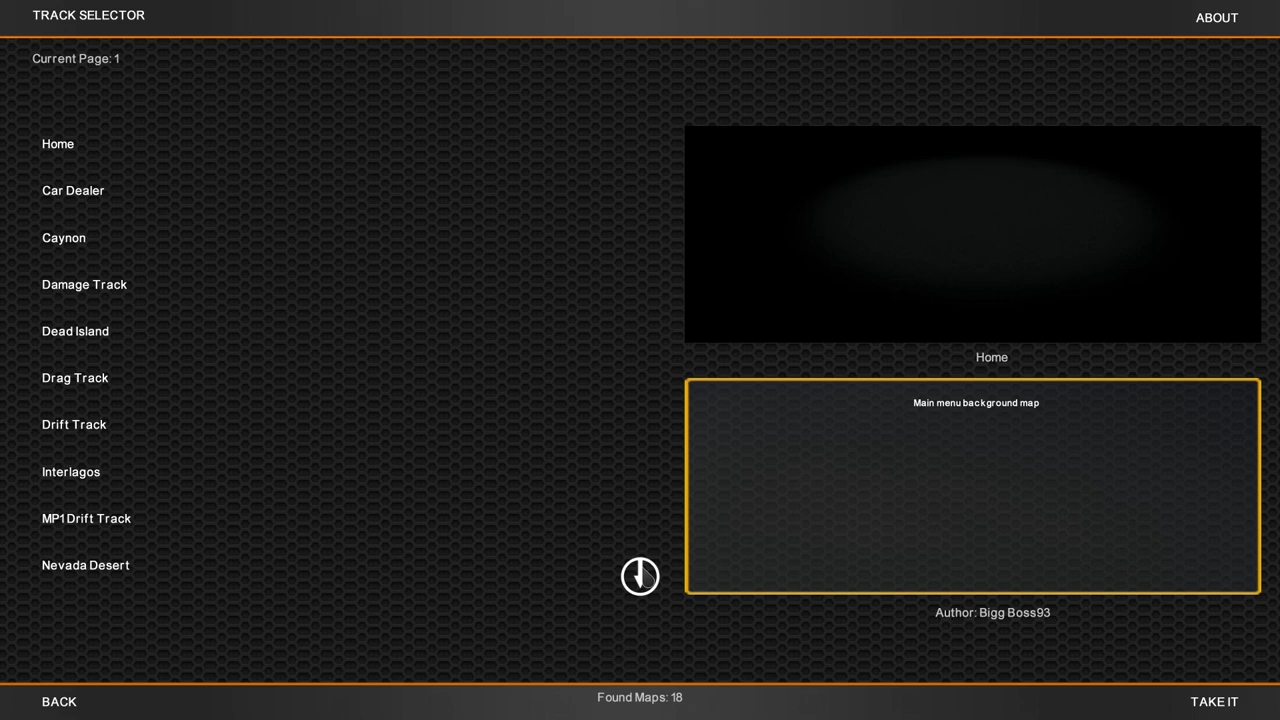 TRACK SELECTOR
ABOUT
Current Page: 1
Home
Car Dealer
Caynon
Damage Track
Dead Island
Drag Track
Drift Track
Interlagos
MP1 Drift Track
Nevada Desert
Home
Main menu background map
Author: Bigg Boss93
BACK
Found Maps: 18
TAKE IT